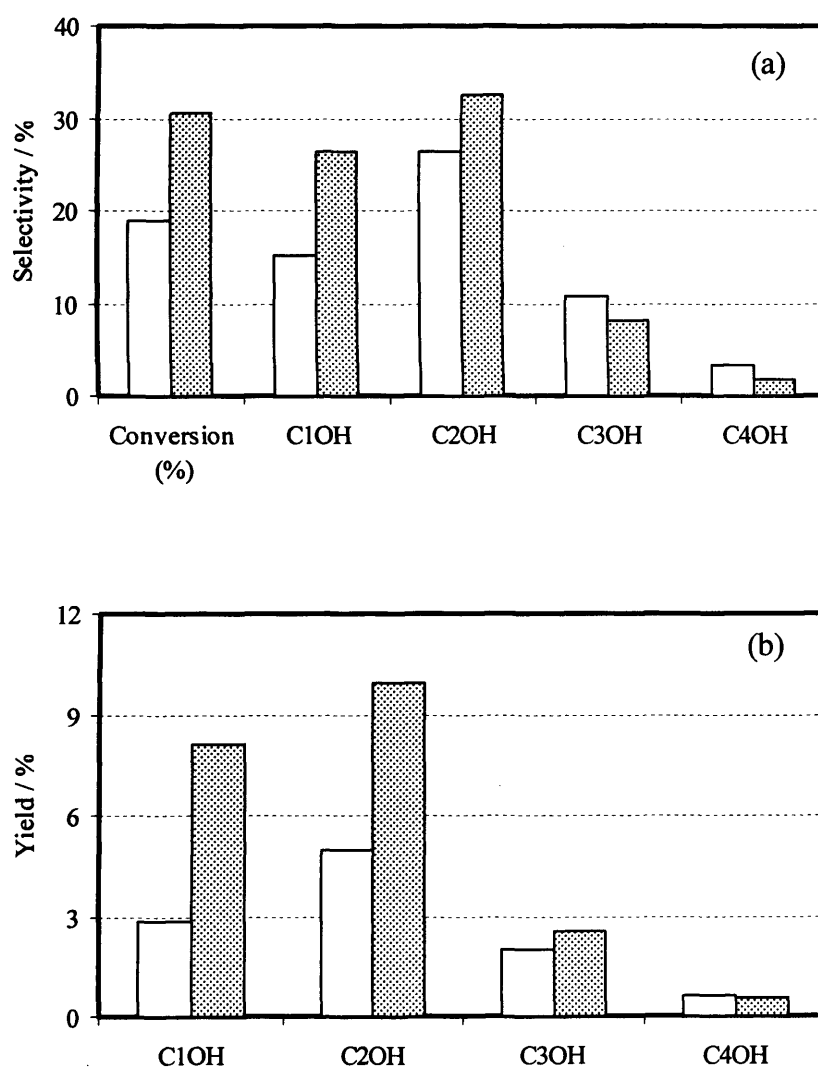 40
(a)
30
20
10
0
Selectivity / %
Conversion
(%)
C1OH
C2OH
C3OH
C4OH
12
(b)
9
6
3
0
Yield / %
C1OH
C2OH
C3OH
C4OH